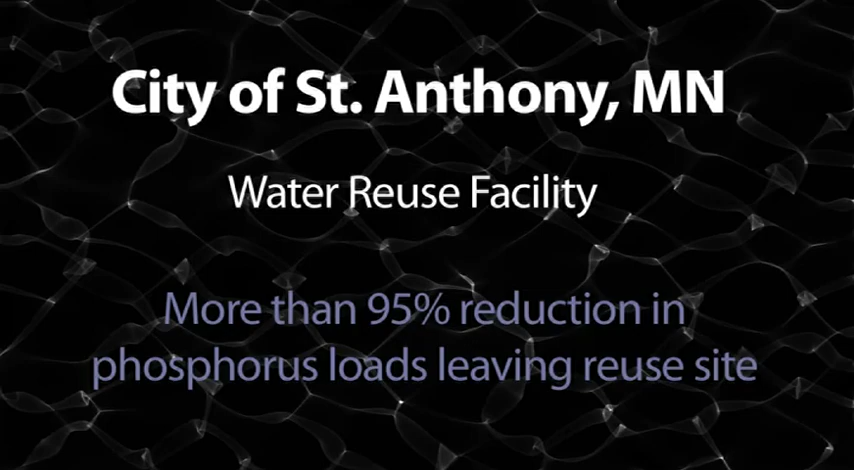 City of St. Anthony, MN
Water Reuse Facility
More than 95% reduction in
phosphorus loads leaving reuse site